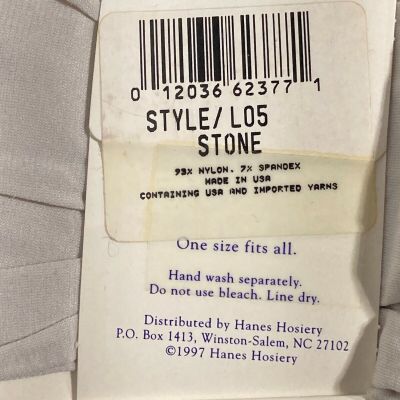 0 12036 62377 1
STYLE/L05
STONE
93% NYLON. 7% SPANDEX
MADE IN USA
CONTAINING USA AND IMPORTED YARNS
One size fits all.
Hand wash separately.
Do not use bleach. Line dry.
Distributed by Hanes Hosiery
P.O. Box 1413, Winston-Salem, NC 27102
©1997 Hanes Hosiery